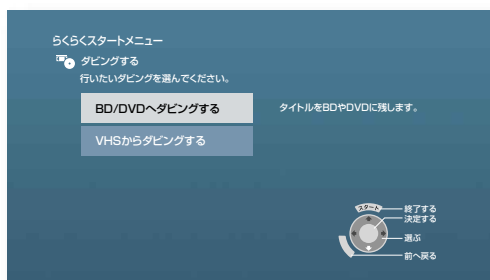 らくらくスタートメニュー
ダビングする
行いたいダビングを選んでください。
BD/DVDへダビングする
タイトルをBDやDVDに残します。
VHSからダビングする
スタート
終了する
決定する
選ぶ
前へ戻る